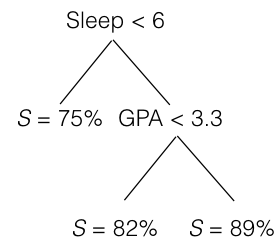 Sleep < 6
S = 75% GPA < 3.3
S = 82% S = 89%